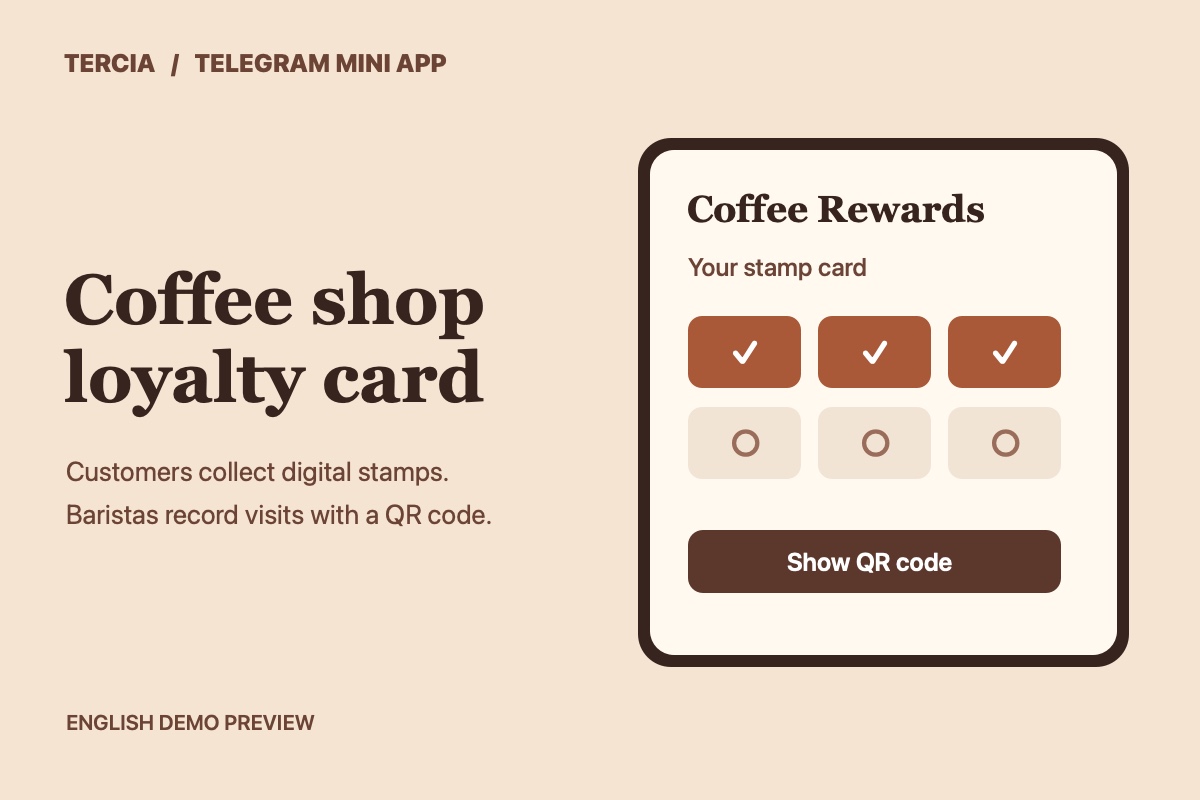 TERCIA / TELEGRAM MINI APP
Coffee shop
loyalty card
Customers collect digital stamps.
Baristas record visits with a QR code.
ENGLISH DEMO PREVIEW
Coffee Rewards
Your stamp card
Show QR code